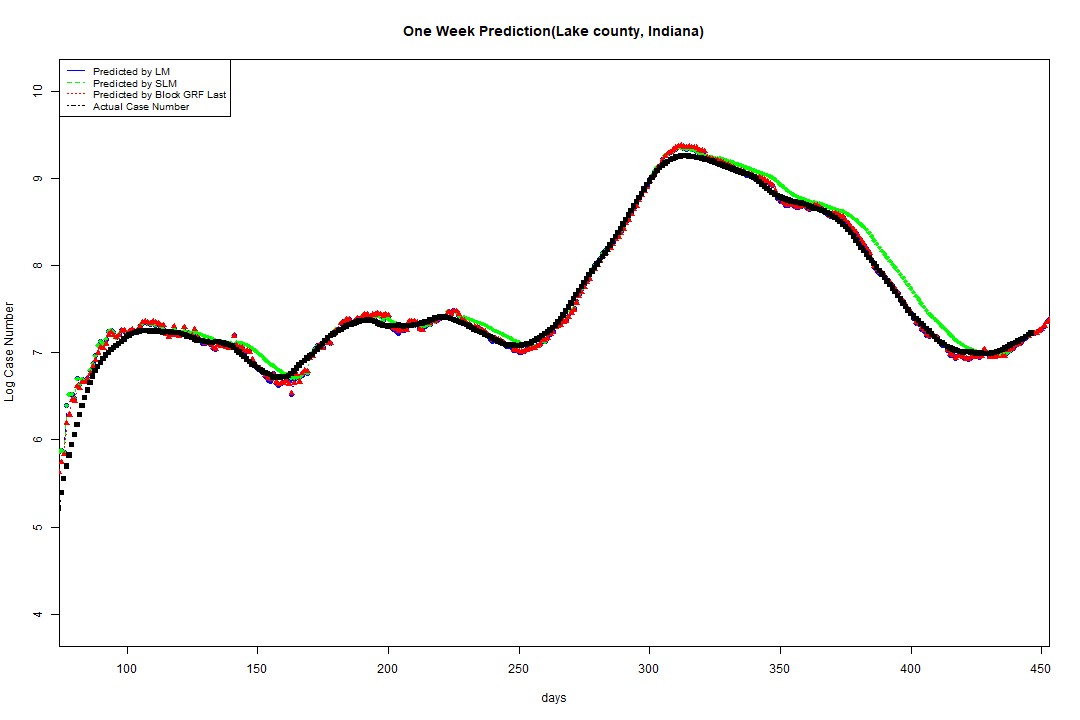 One Week Prediction(Lake county, Indiana)
Predicted by LM
Predicted by SLM
Predicted by Block GRF Last
Actual Case Number
10
9
8
7
6
5
4
Log Case Number
100 150 200 250 300 350 400 450
days